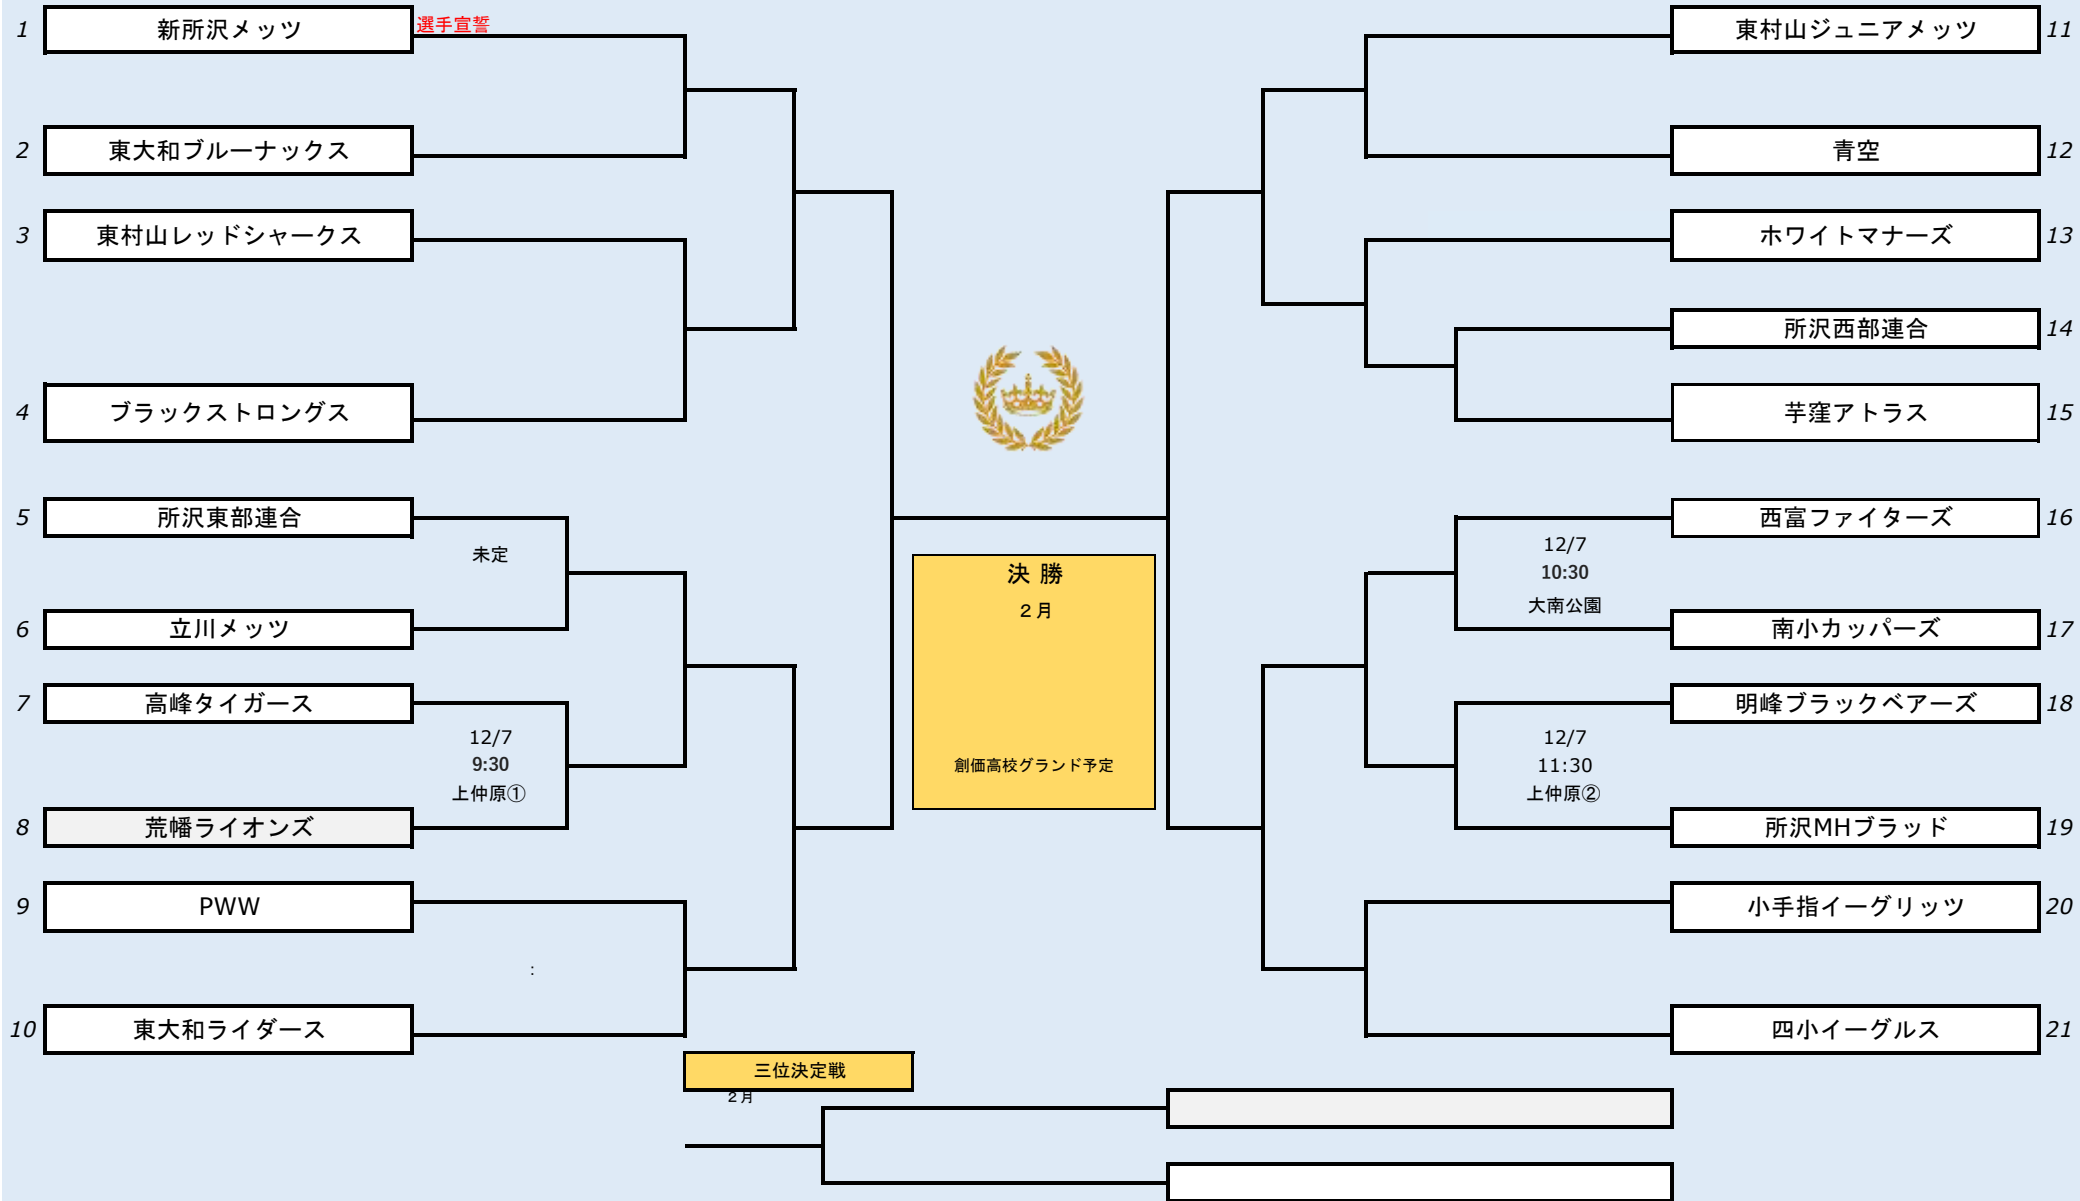 1 新所沢メッツ 選手宣誓
2 東大和ブルーナックス
3 東村山レッドシャークス
4 ブラックストロングス
5 所沢東部連合
未定
6 立川メッツ
7 高峰タイガース
12/7
9:30
上仲原①
8 荒幡ライオンズ
9 PWW
:
10 東大和ライダース
決 勝
2月
創価高校グランド予定
東村山ジュニアメッツ 11
青空 12
ホワイトマナーズ 13
所沢西部連合 14
芋窪アトラス 15
西富ファイターズ 16
12/7
10:30
大南公園
南小カッパーズ 17
明峰ブラックベアーズ 18
12/7
11:30
上仲原②
所沢MHブラッド 19
小手指イーグリッツ 20
四小イーグルス 21
三位決定戦
2月